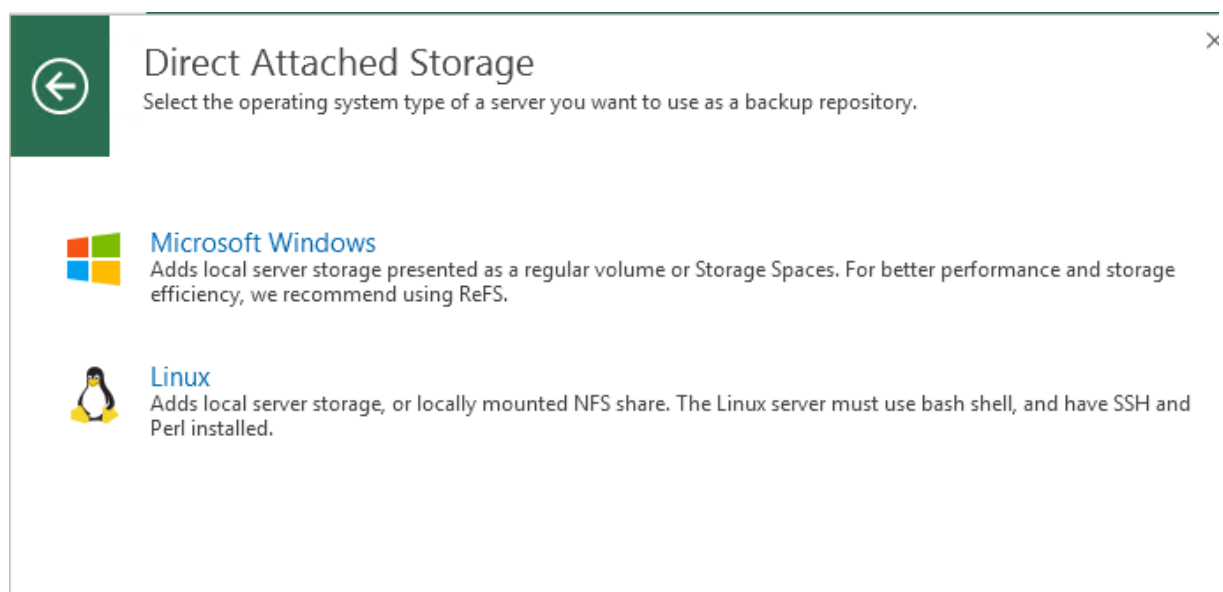 Direct Attached Storage
Select the operating system type of a server you want to use as a backup repository.
Microsoft Windows
Adds local server storage presented as a regular volume or Storage Spaces. For better performance and storage
efficiency, we recommend using ReFS.
Linux
Adds local server storage, or locally mounted NFS share. The Linux server must use bash shell, and have SSH and
Perl installed.